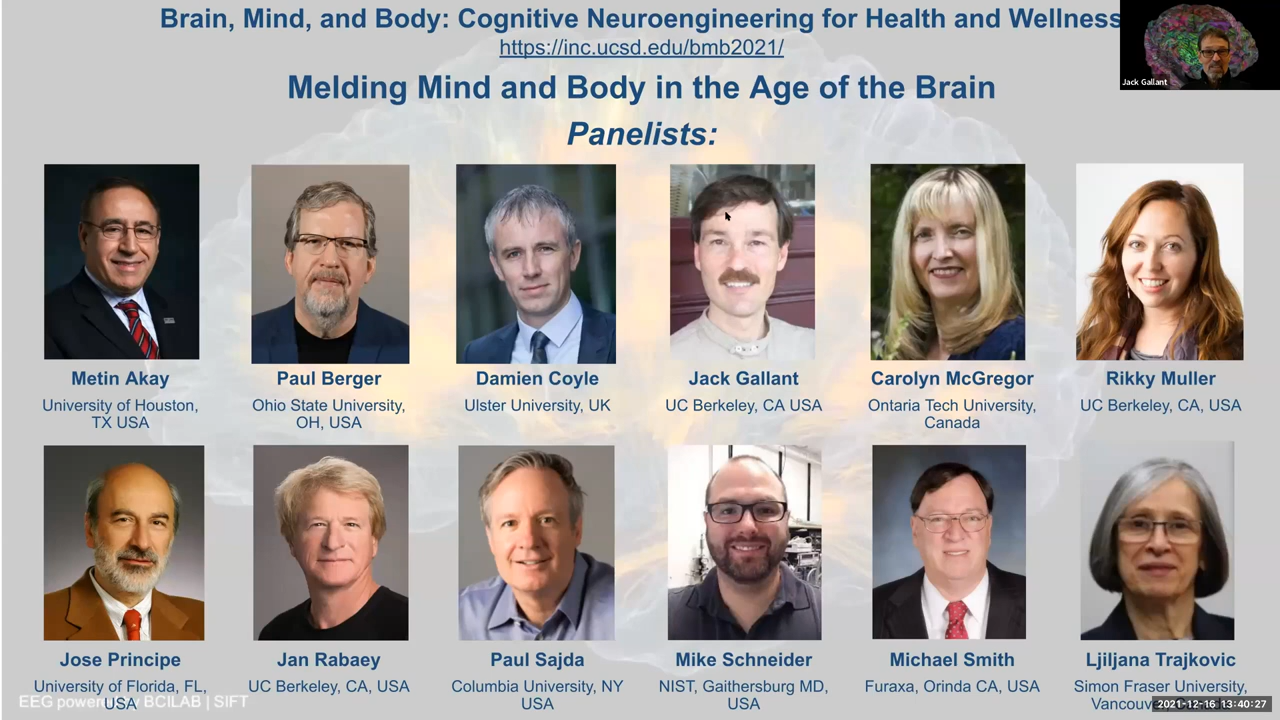 Brain, Mind, and Body: Cognitive Neuroengineering for Health and Wellness
https://inc.ucsd.edu/bmb2021/
Melding Mind and Body in the Age of the Brain
Panelists:
Jack Gallant
Metin Akay
University of Houston,
TX USA
Paul Berger
Ohio State University,
OH, USA
Damien Coyle
Ulster University, UK
Jack Gallant
UC Berkeley, CA USA
Carolyn McGregor
Ontaria Tech University,
Canada
Rikky Muller
UC Berkeley, CA, USA
Jose Principe
University of Florida, FL,
USA
Jan Rabaey
UC Berkeley, CA, USA
Paul Sajda
Columbia University, NY
USA
Mike Schneider
NIST, Gaithersburg MD,
USA
Michael Smith
Furaxa, Orinda CA, USA
Ljiljana Trajkovic
Simon Fraser University,
EEG BCILAB | SIFT
2021-12-16 13:40:27